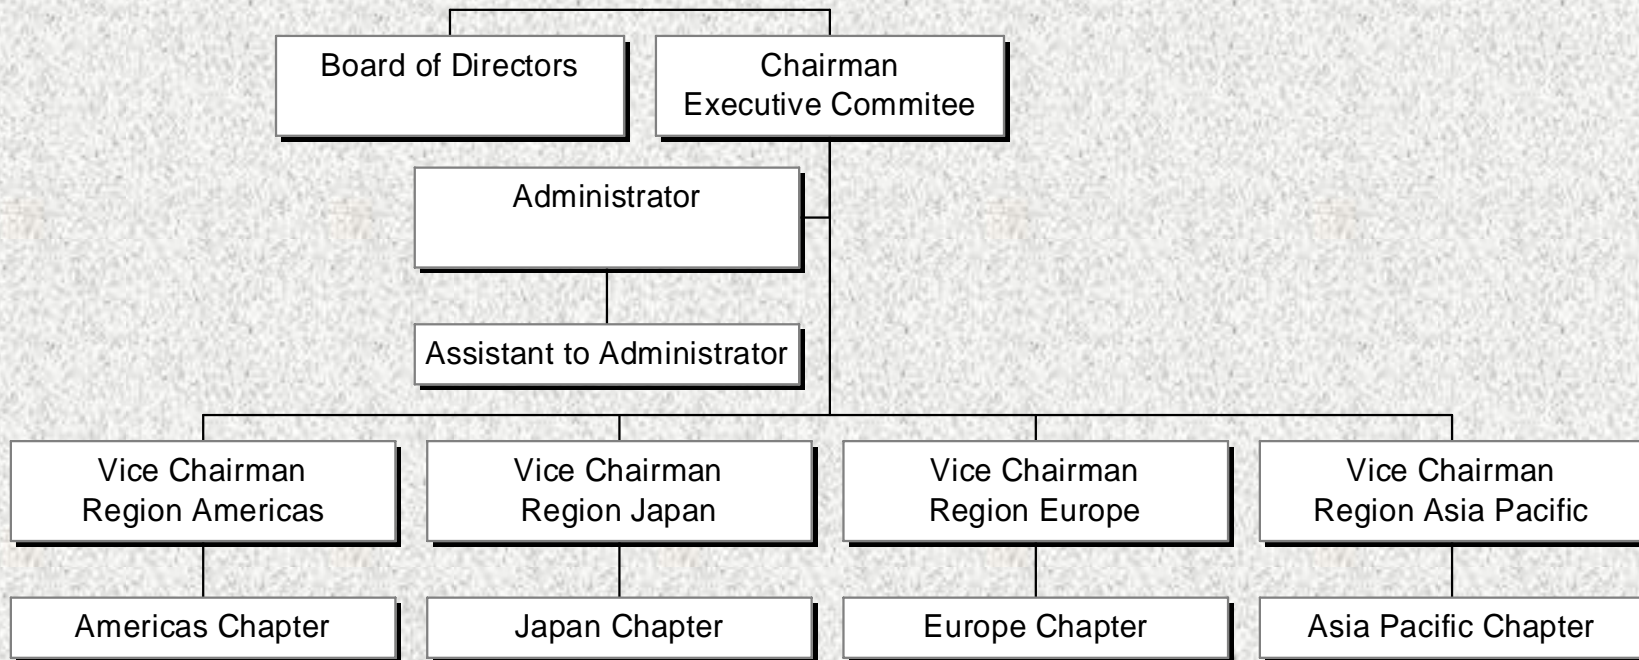 Board of Directors
Chairman
Executive Commitee
Administrator
Assistant to Administrator
Vice Chairman
Region Americas
Vice Chairman
Region Japan
Vice Chairman
Region Europe
Vice Chairman
Region Asia Pacific
Americas Chapter
Japan Chapter
Europe Chapter
Asia Pacific Chapter